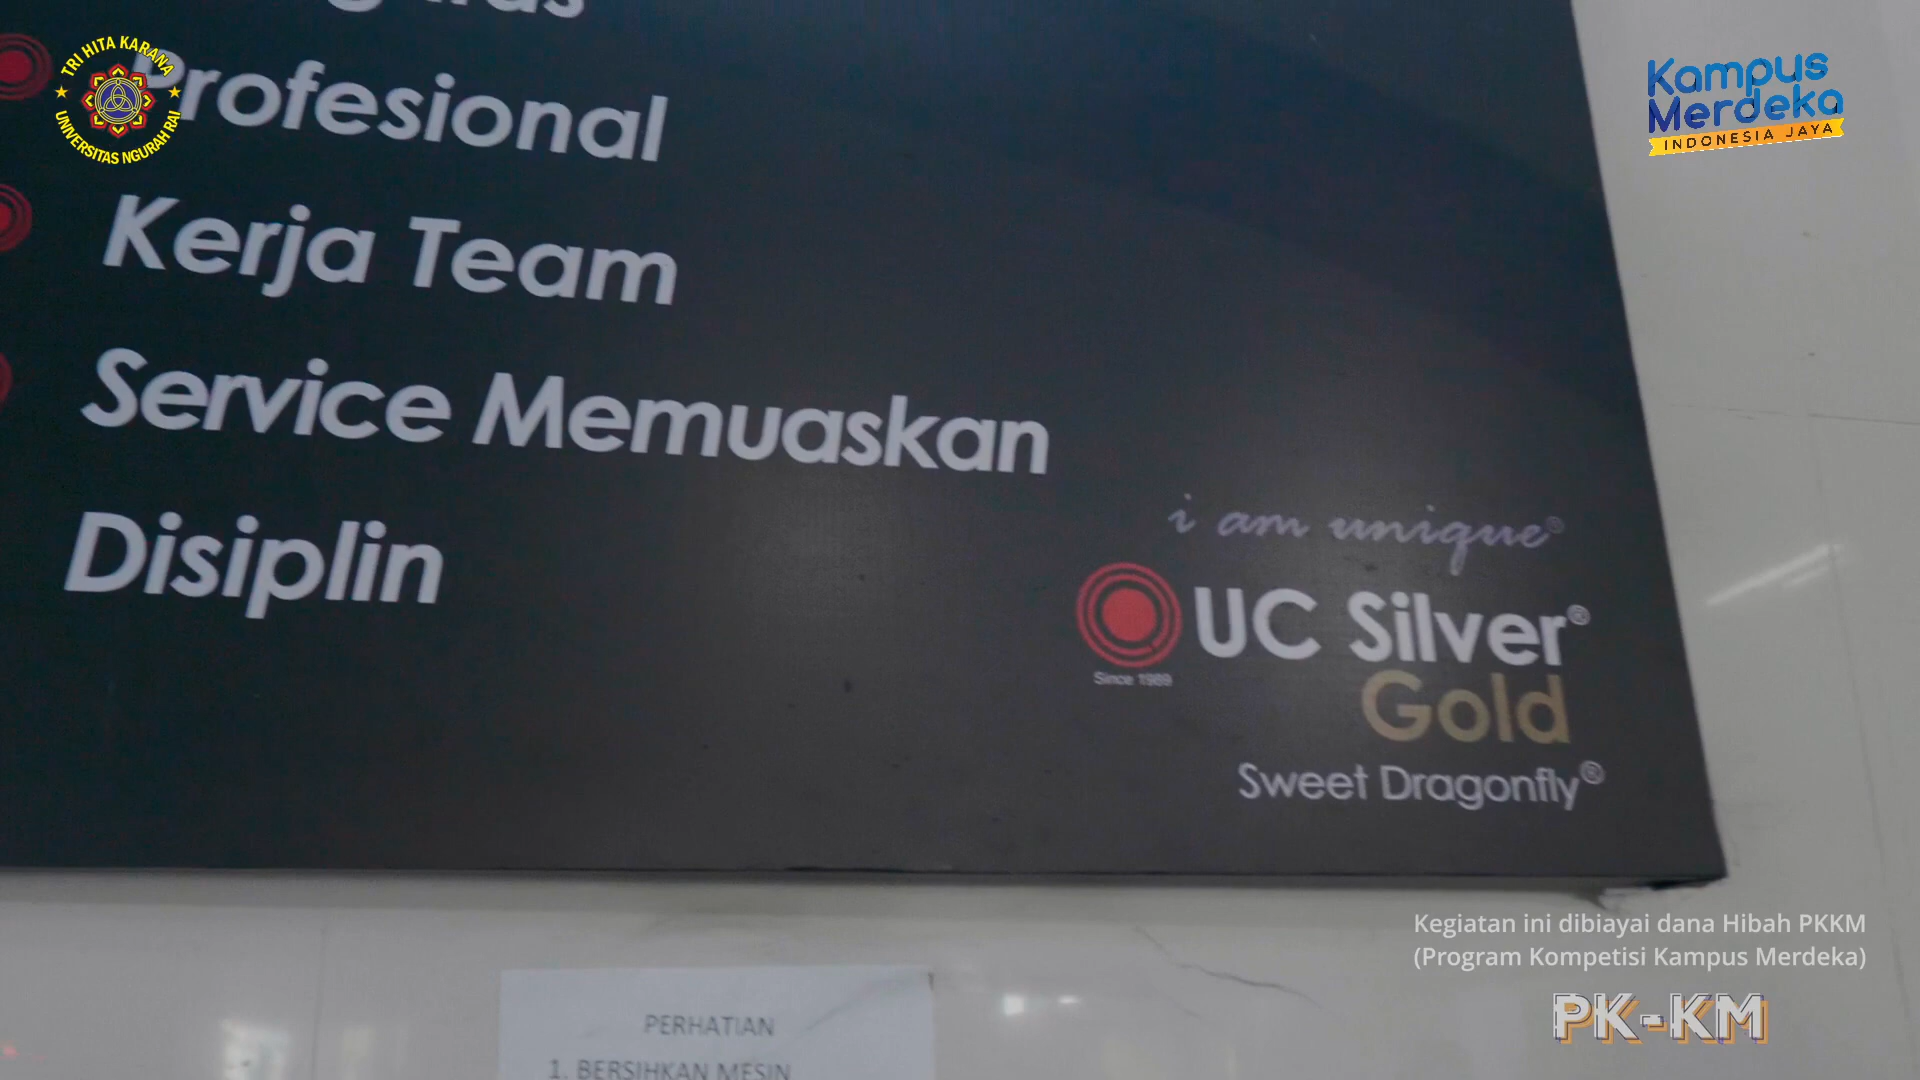 TRI HITA KARANA
UNIVERSITAS NGURAH RAI
Kampus
Merdeka
INDONESIA JAYA
Profesional
Kerja Team
Service Memuaskan
Disiplin
i am unique®
UC Silver®
Since 1989
Gold
Sweet Dragonfly®
Kegiatan ini dibiayai dana Hibah PKKM
(Program Kompetisi Kampus Merdeka)
PK-KM
PERHATIAN
1. BERSIHKAN MESIN